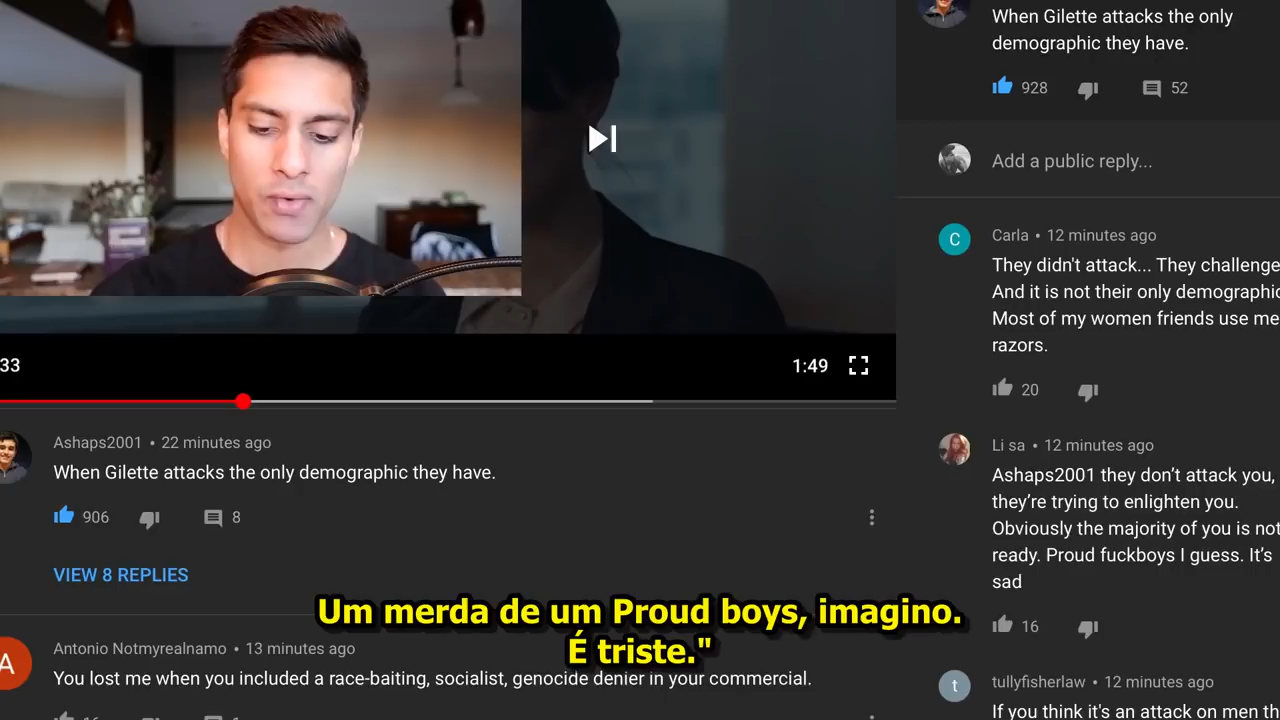 When Gilette attacks the only
demographic they have.
928
52
Add a public reply...
C
Carla • 12 minutes ago
They didn't attack... They challenge
And it is not their only demographic
Most of my women friends use me
razors.
20
Li sa • 12 minutes ago
Ashaps2001 they don’t attack you,
they’re trying to enlighten you.
Obviously the majority of you is not
ready. Proud fuckboys I guess. It’s
sad
16
t
tullyfisherlaw • 12 minutes ago
If you think it's an attack on men th
33
1:49
Ashaps2001 • 22 minutes ago
When Gilette attacks the only demographic they have.
906
8
VIEW 8 REPLIES
A
Antonio Notmyrealnamo • 13 minutes ago
You lost me when you included a race-baiting, socialist, genocide denier in your commercial.
Um merda de um Proud boys, imagino.
É triste."